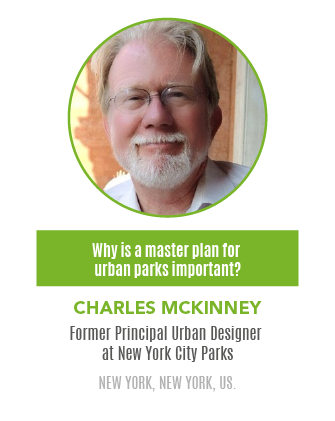 Why is a master plan for
urban parks important?
CHARLES MCKINNEY
Former Principal Urban Designer
at New York City Parks
NEW YORK, NEW YORK, US.